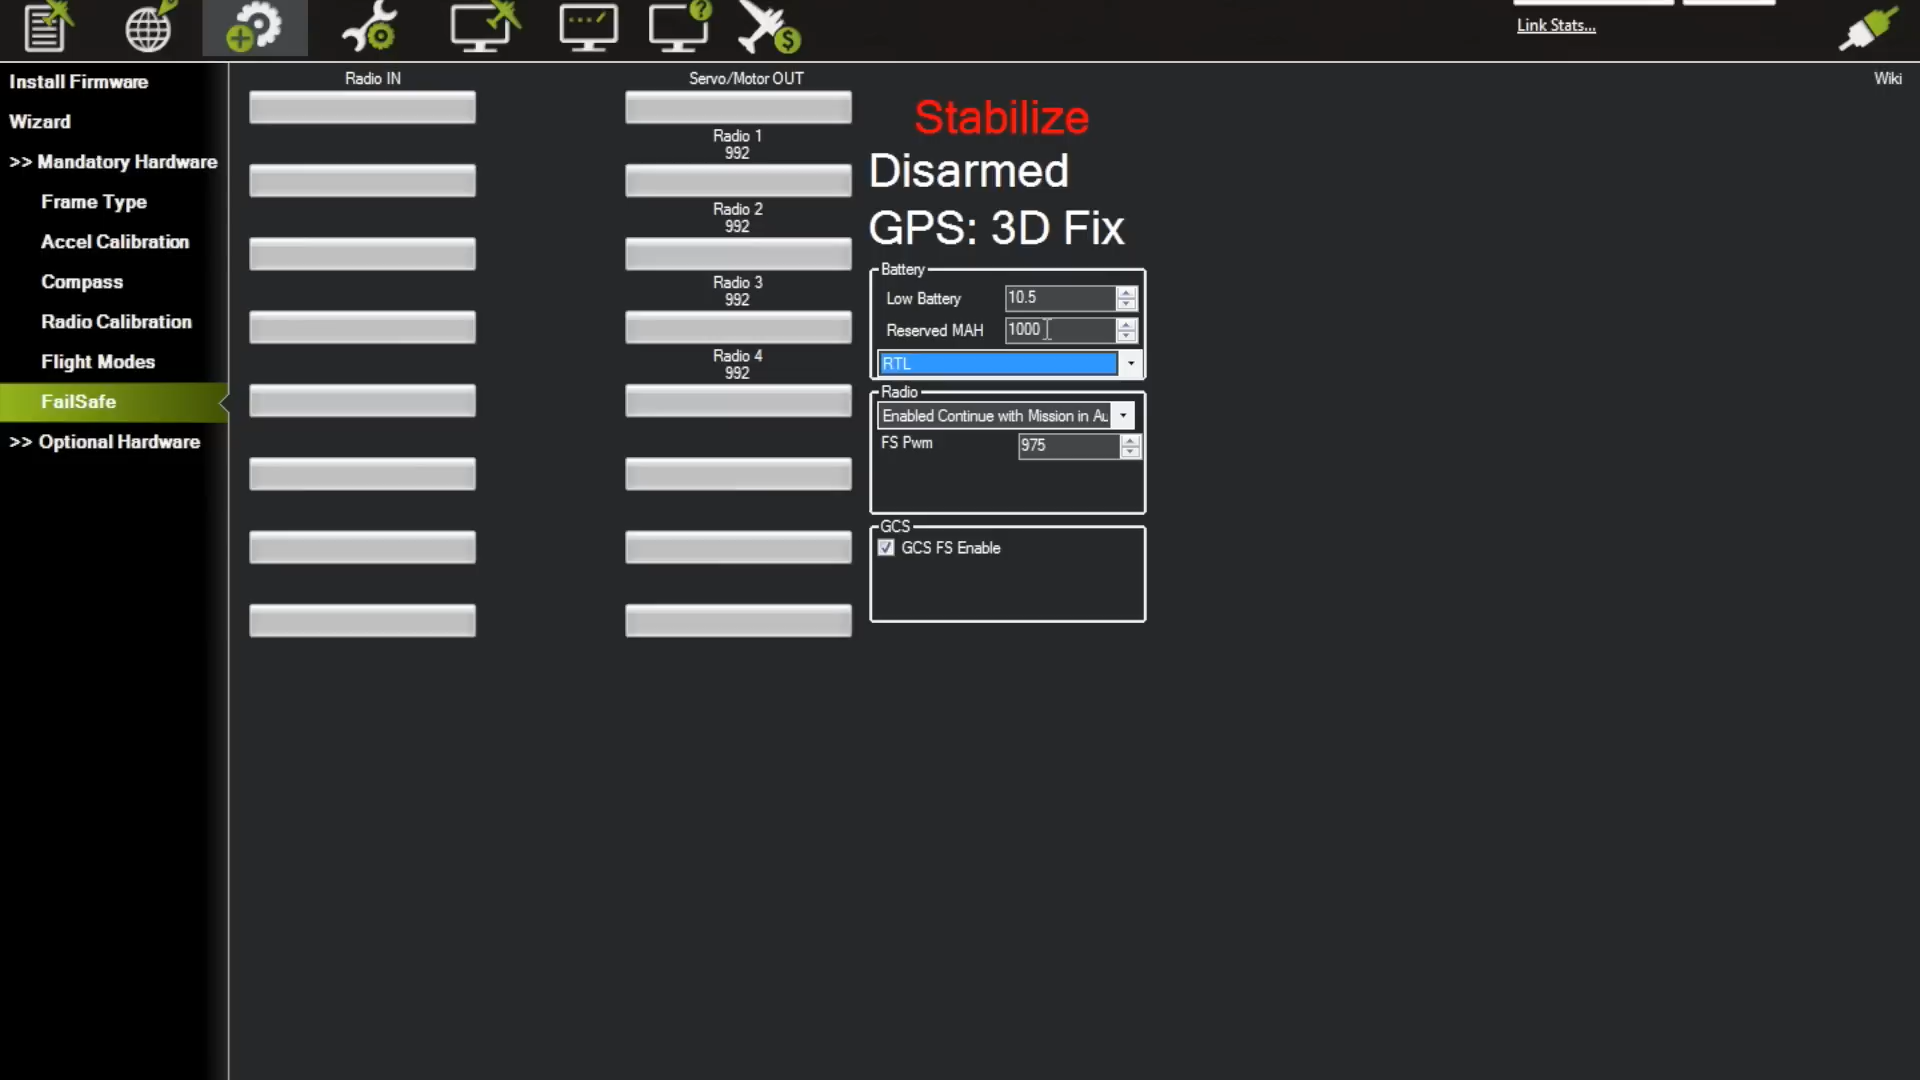 Link Stats...
Install Firmware
Wizard
>> Mandatory Hardware
Frame Type
Accel Calibration
Compass
Radio Calibration
Flight Modes
FailSafe
>> Optional Hardware
Radio IN
Servo/Motor OUT
Radio 1
992
Radio 2
992
Radio 3
992
Radio 4
992
Stabilize
Disarmed
GPS: 3D Fix
Battery
Low Battery 10.5
Reserved MAH 1000
RTL
Radio
Enabled Continue with Mission in Au
FS Pwm 975
GCS
GCS FS Enable
Wiki